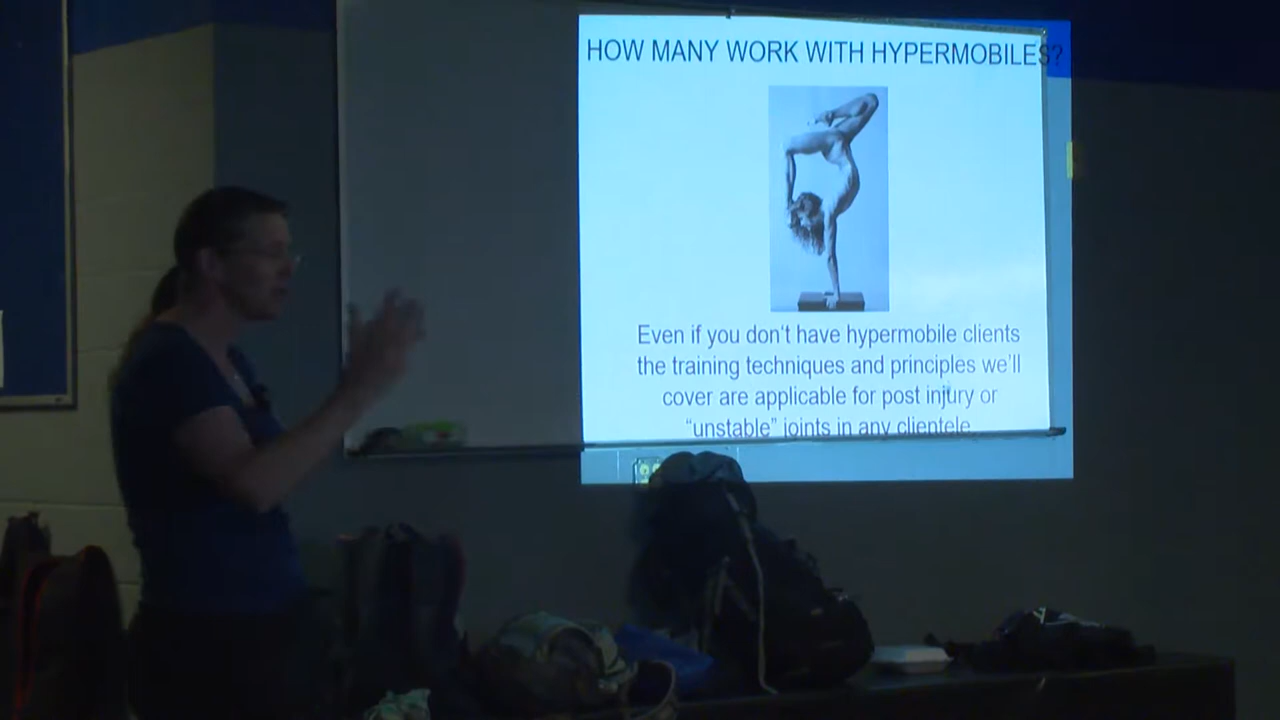 HOW MANY WORK WITH HYPERMOBILES?
Even if you don't have hypermobile clients
the training techniques and principles we'll
cover are applicable for post injury or
"unstable" joints in any clientele